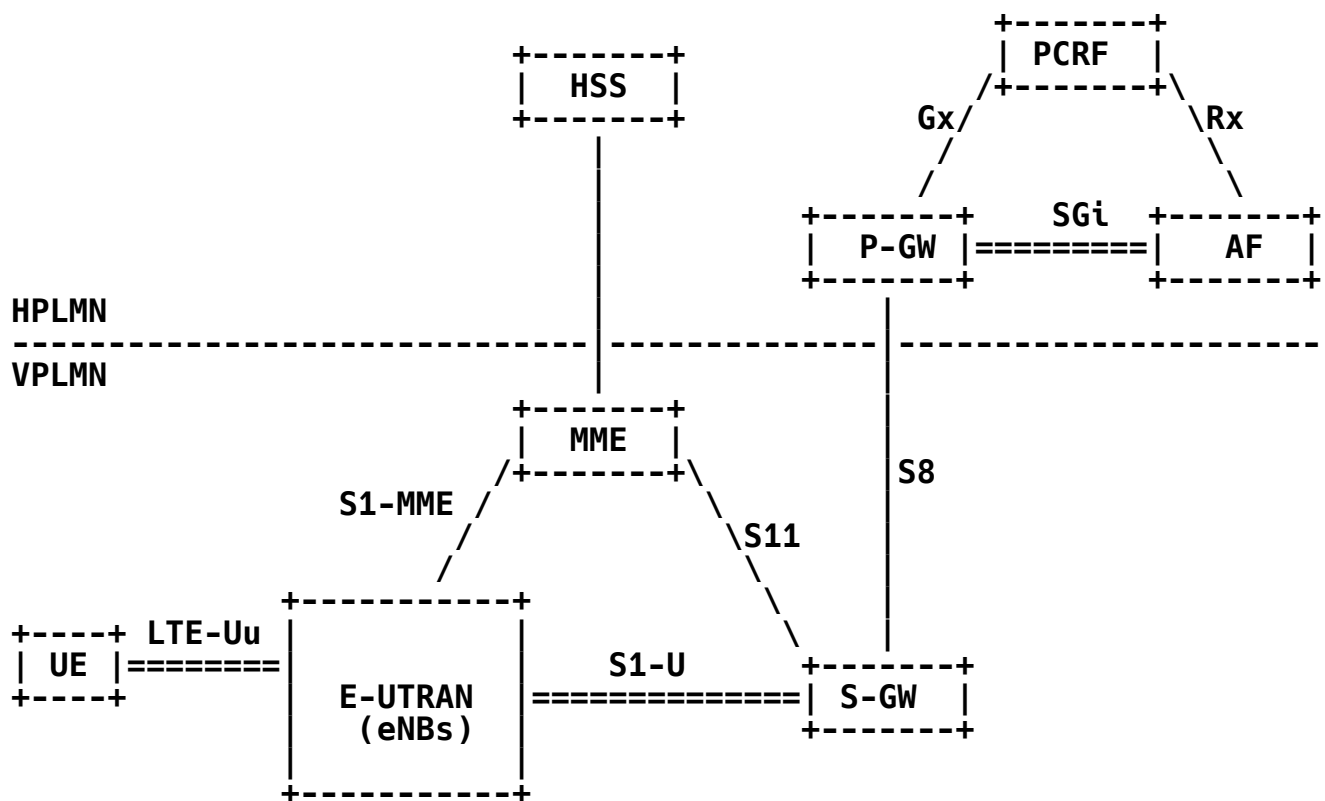 PCRF
HSS
Gx Rx
SGi
P-GW AF
HPLMN
VPLMN
MME
S8
S1-MME
S11
LTE-Uu
UE S1-U
E-UTRAN S-GW
(eNBs)